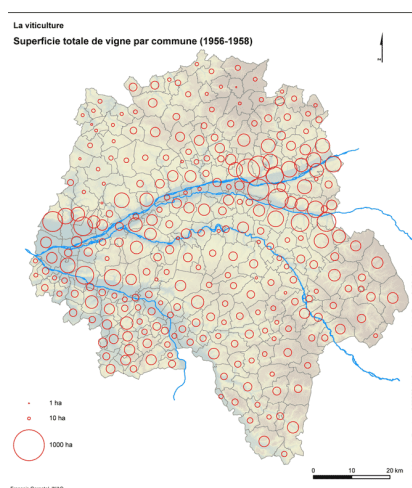 La viticulture
Superficie totale de vigne par commune (1956-1958)
1 ha
10 ha
1000 ha
0 10 20 km